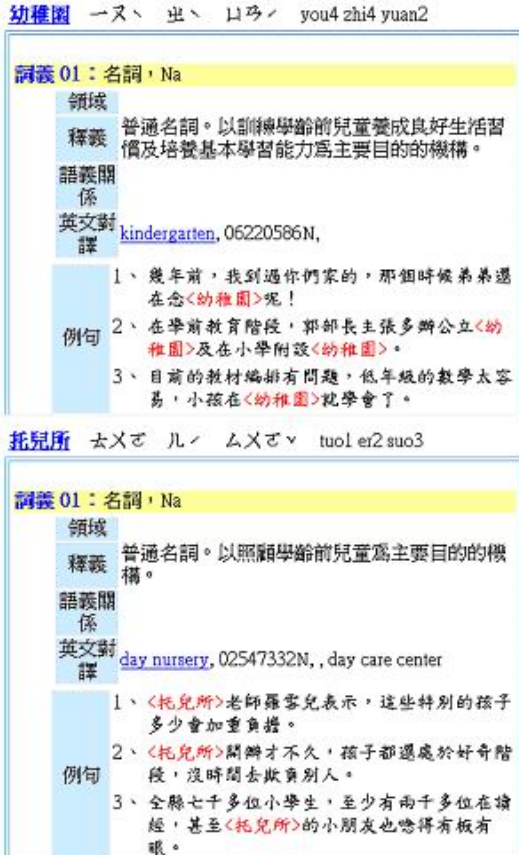 幼稚園 ㄧㄡˋ ㄓˋ ㄩㄢˊ you4 zhi4 yuan2
詞義 01：名詞，Na
領域
釋義 普通名詞。以訓練學齡前兒童養成良好生活習
慣及培養基本學習能力為主要目的的機構。
語義關
係
英文對
譯 kindergarten, 06220586N,
例句
1、幾年前，我到過你們家的，那個時候弟弟還
在念<幼稚園>呢！
2、在學前教育階段，郭部長主張多辦公立<幼
稚園>及在小學附設<幼稚園>。
3、目前的教材編排有問題，低年級的數學太容
易，小孩在<幼稚園>就學會了。
托兒所 ㄊㄨㄛ ㄦˊ ㄙㄨㄛˇ tuo1 er2 suo3
詞義 01：名詞，Na
領域
釋義 普通名詞。以照顧學齡前兒童為主要目的的機
構。
語義關
係
英文對
譯 day nursery, 02547332N, , day care center
例句
1、<托兒所>老師羅雲兒表示，這些特別的孩子
多少會加重負擔。
2、<托兒所>開辦才不久，孩子都還處於好奇階
段，沒時間去欺負別人。
3、全縣七千多位小學生，至少有兩千多位在讀
經，甚至<托兒所>的小朋友也唸得有板有
眼。